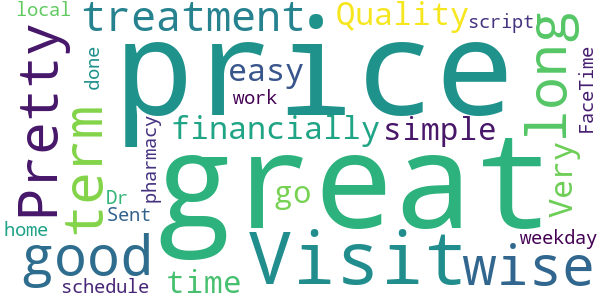 local
treatment
Quality
script
Pretty
price
long
easy
done
FaceTime
work
term
pharmacy
financially
simple
great
Very
go
Dr
Sent
home
good
Visit
wise
weekday
schedule
time